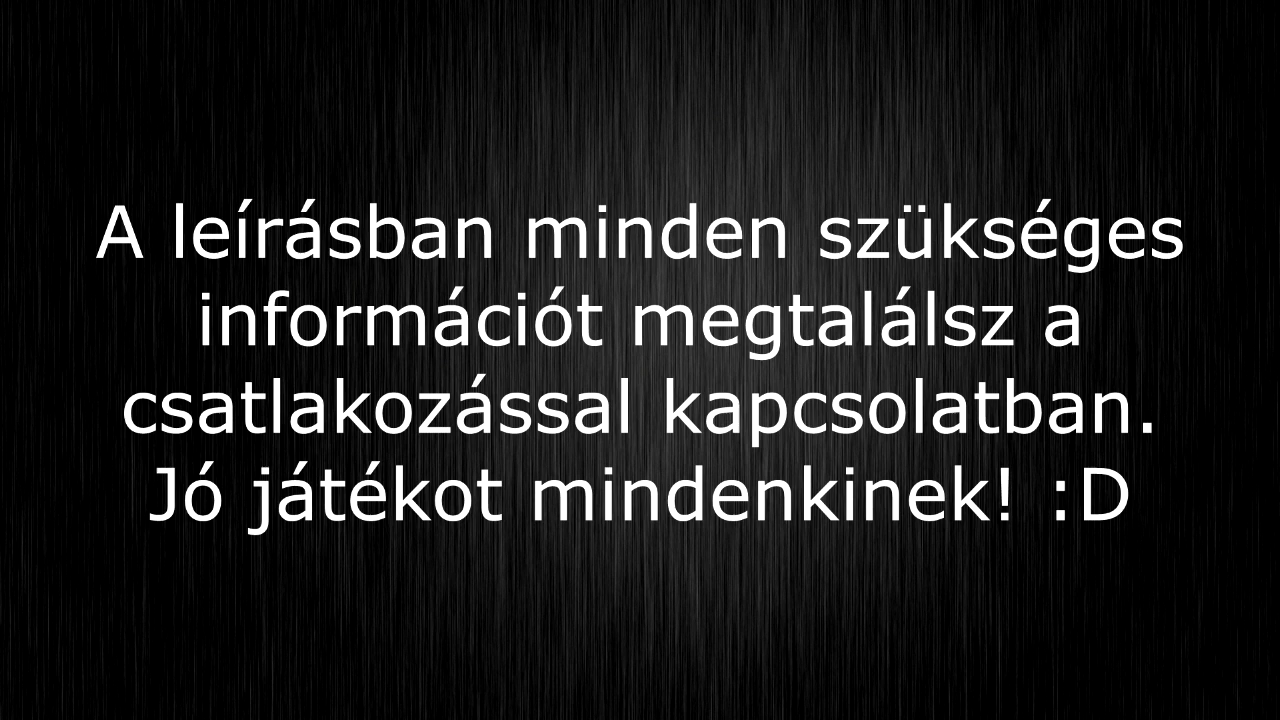 A leírásban minden szükséges
információt megtalálsz a
csatlakozással kapcsolatban.
Jó játékot mindenkinek! :D